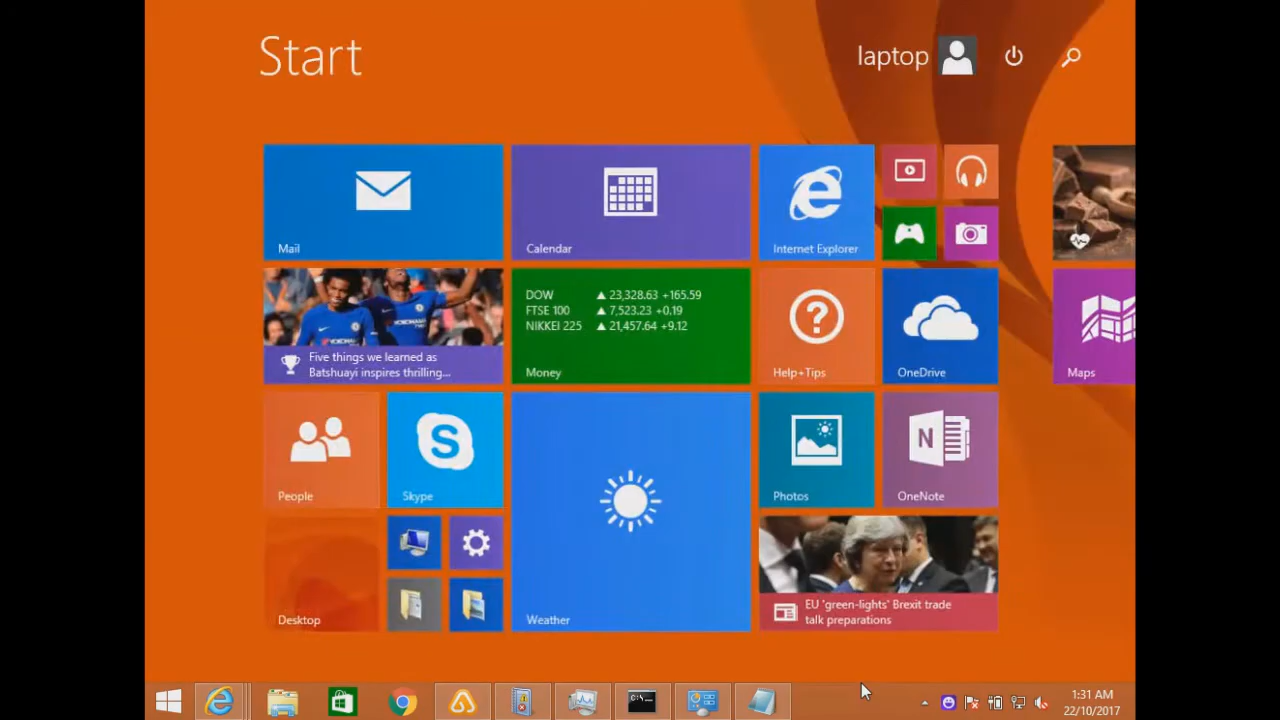 Start
laptop
Mail
Calendar
Internet Explorer
Five things we learned as
Batshuayi inspires thrilling...
DOW ▲ 23,328.63 +165.59
FTSE 100 ▲ 7,523.23 +0.19
NIKKEI 225 ▲ 21,457.64 +9.12
Money
Help+Tips
OneDrive
Maps
People
Skype
Weather
Photos
OneNote
Desktop
EU 'green-lights' Brexit trade
talk preparations
1:31 AM
22/10/2017